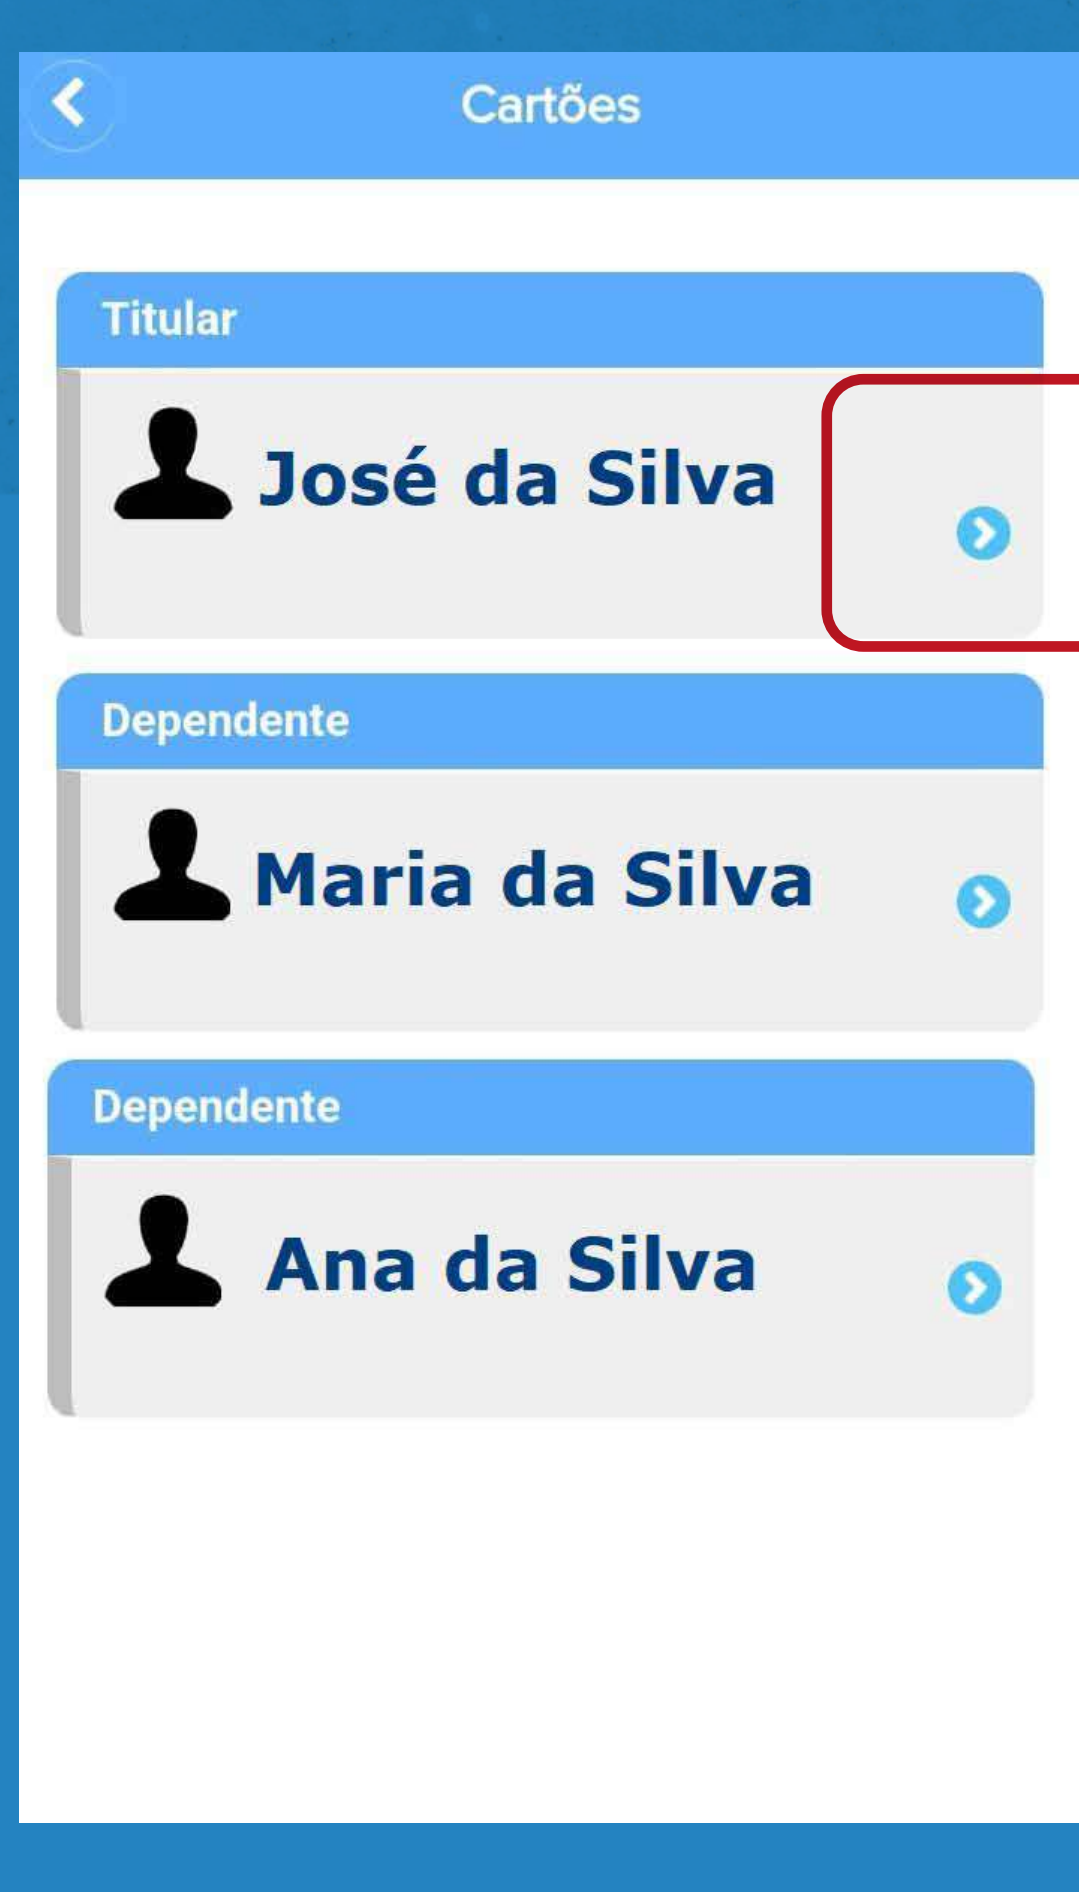 Cartões
Titular
José da Silva
Dependente
Maria da Silva
Dependente
Ana da Silva